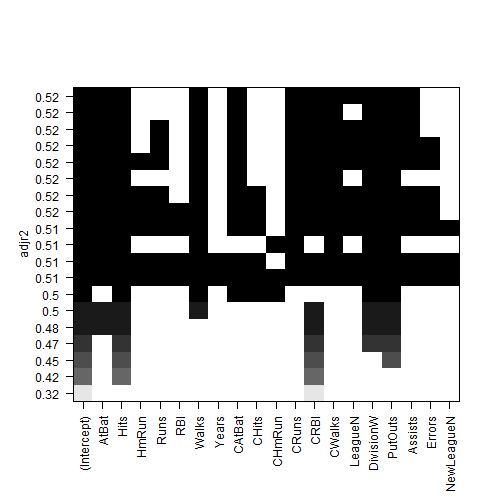 0.52
0.52
0.52
0.52
0.52
0.52
0.52
0.52
0.51
0.51
0.51
0.51
0.5
0.5
0.48
0.47
0.45
0.42
0.32
adjr2
(Intercept)
AtBat
Hits
HmRun
Runs
RBI
Walks
Years
CAtBat
CHits
CHmRun
CRuns
CRBI
CWalks
LeagueN
DivisionW
PutOuts
Assists
Errors
NewLeagueN